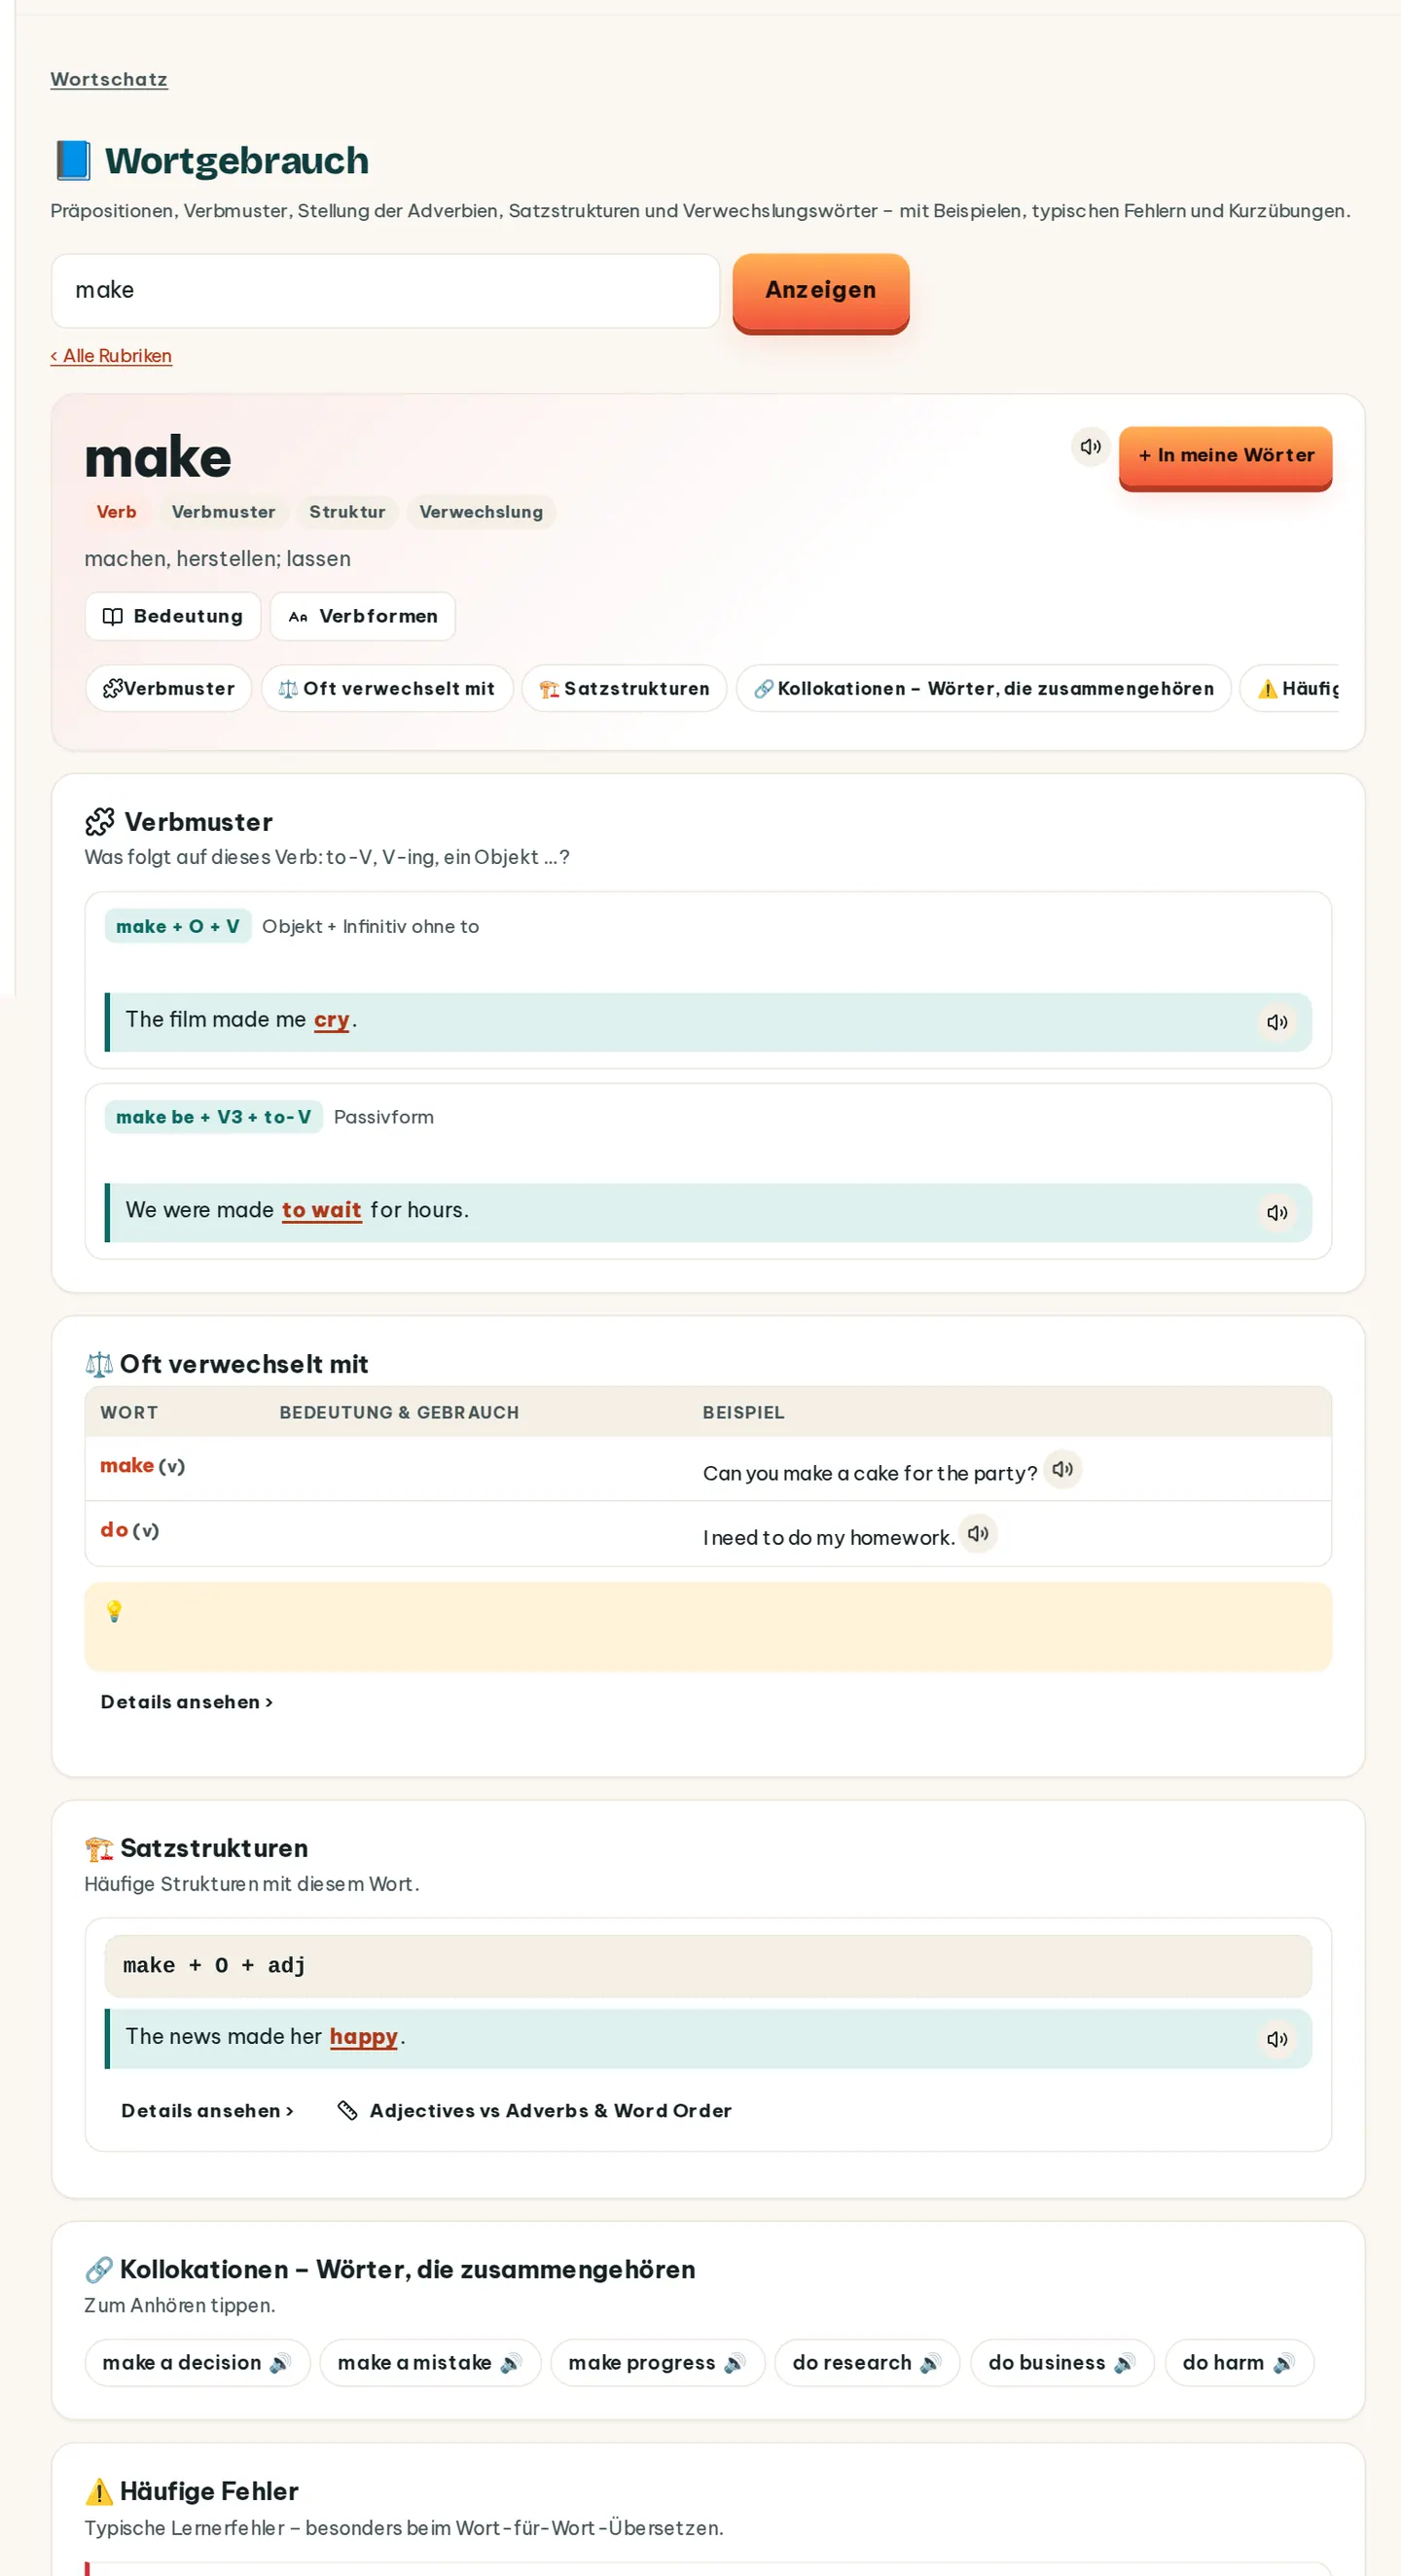 Wortschatz
Wortgebrauch
Präpositionen, Verbmuster, Stellung der Adverbien, Satzstrukturen und Verwechslungswörter – mit Beispielen, typischen Fehlern und Kurzübungen.
make
Anzeigen
‹ Alle Rubriken
make
+ In meine Wörter
Verb Verbmuster Struktur Verwechslung
machen, herstellen; lassen
Bedeutung Verbformen
Verbmuster Oft verwechselt mit Satzstrukturen Kollokationen – Wörter, die zusammengehören Häufig
Verbmuster
Was folgt auf dieses Verb: to-V, V-ing, ein Objekt …?
make + O + V Objekt + Infinitiv ohne to
The film made me cry.
make be + V3 + to-V Passivform
We were made to wait for hours.
Oft verwechselt mit
WORT BEDEUTUNG & GEBRAUCH BEISPIEL
make (v) Can you make a cake for the party?
do (v) I need to do my homework.
Details ansehen ›
Satzstrukturen
Häufige Strukturen mit diesem Wort.
make + O + adj
The news made her happy.
Details ansehen › Adjectives vs Adverbs & Word Order
Kollokationen – Wörter, die zusammengehören
Zum Anhören tippen.
make a decision make a mistake make progress do research do business do harm
Häufige Fehler
Typische Lernerfehler – besonders beim Wort-für-Wort-Übersetzen.